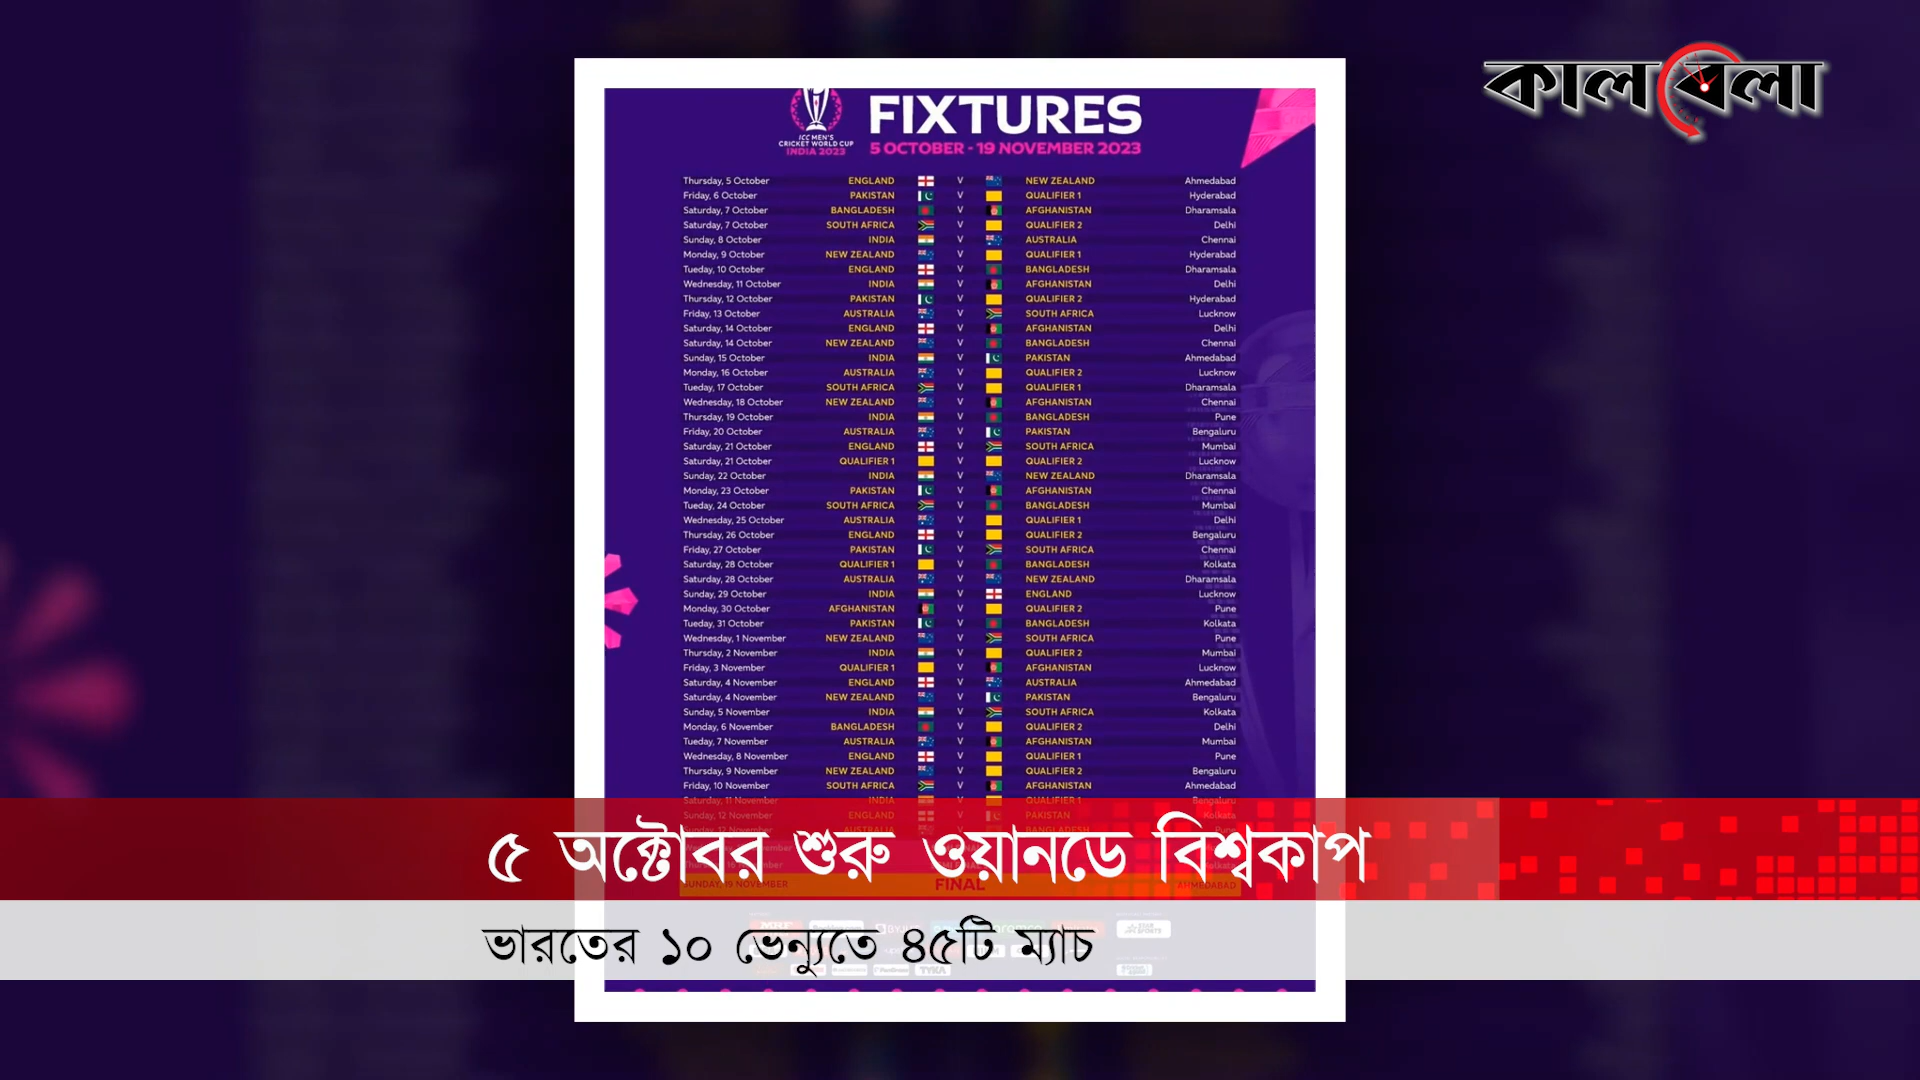 কালবেলা
ICC MEN'S
CRICKET WORLD CUP
INDIA 2023
FIXTURES
5 OCTOBER - 19 NOVEMBER 2023
Thursday, 5 October ENGLAND V NEW ZEALAND Ahmedabad
Friday, 6 October PAKISTAN V QUALIFIER 1 Hyderabad
Saturday, 7 October BANGLADESH V AFGHANISTAN Dharamsala
Saturday, 7 October SOUTH AFRICA V QUALIFIER 2 Delhi
Sunday, 8 October INDIA V AUSTRALIA Chennai
Monday, 9 October NEW ZEALAND V QUALIFIER 1 Hyderabad
Tueday, 10 October ENGLAND V BANGLADESH Dharamsala
Wednesday, 11 October INDIA V AFGHANISTAN Delhi
Thursday, 12 October PAKISTAN V QUALIFIER 2 Hyderabad
Friday, 13 October AUSTRALIA V SOUTH AFRICA Lucknow
Saturday, 14 October ENGLAND V AFGHANISTAN Delhi
Saturday, 14 October NEW ZEALAND V BANGLADESH Chennai
Sunday, 15 October INDIA V PAKISTAN Ahmedabad
Monday, 16 October AUSTRALIA V QUALIFIER 2 Lucknow
Tueday, 17 October SOUTH AFRICA V QUALIFIER 1 Dharamsala
Wednesday, 18 October NEW ZEALAND V AFGHANISTAN Chennai
Thursday, 19 October INDIA V BANGLADESH Pune
Friday, 20 October AUSTRALIA V PAKISTAN Bengaluru
Saturday, 21 October ENGLAND V SOUTH AFRICA Mumbai
Saturday, 21 October QUALIFIER 1 V QUALIFIER 2 Lucknow
Sunday, 22 October INDIA V NEW ZEALAND Dharamsala
Monday, 23 October PAKISTAN V AFGHANISTAN Chennai
Tueday, 24 October SOUTH AFRICA V BANGLADESH Mumbai
Wednesday, 25 October AUSTRALIA V QUALIFIER 1 Delhi
Thursday, 26 October ENGLAND V QUALIFIER 2 Bengaluru
Friday, 27 October PAKISTAN V SOUTH AFRICA Chennai
Saturday, 28 October QUALIFIER 1 V BANGLADESH Kolkata
Saturday, 28 October AUSTRALIA V NEW ZEALAND Dharamsala
Sunday, 29 October INDIA V ENGLAND Lucknow
Monday, 30 October AFGHANISTAN V QUALIFIER 2 Pune
Tueday, 31 October PAKISTAN V BANGLADESH Kolkata
Wednesday, 1 November NEW ZEALAND V SOUTH AFRICA Pune
Thursday, 2 November INDIA V QUALIFIER 2 Mumbai
Friday, 3 November QUALIFIER 1 V AFGHANISTAN Lucknow
Saturday, 4 November ENGLAND V AUSTRALIA Ahmedabad
Saturday, 4 November NEW ZEALAND V PAKISTAN Bengaluru
Sunday, 5 November INDIA V SOUTH AFRICA Kolkata
Monday, 6 November BANGLADESH V QUALIFIER 2 Delhi
Tueday, 7 November AUSTRALIA V AFGHANISTAN Mumbai
Wednesday, 8 November ENGLAND V QUALIFIER 1 Pune
Thursday, 9 November NEW ZEALAND V QUALIFIER 2 Bengaluru
Friday, 10 November SOUTH AFRICA V AFGHANISTAN Ahmedabad
Saturday, 11 November INDIA V QUALIFIER 1 Bengaluru
Sunday, 12 November ENGLAND V PAKISTAN Kolkata
৫ অক্টোবর শুরু ওয়ানডে বিশ্বকাপ
SUNDAY, 19 NOVEMBER FINAL AHMEDABAD
ভারতের ১০ ভেন্যুতে ৪৫টি ম্যাচ